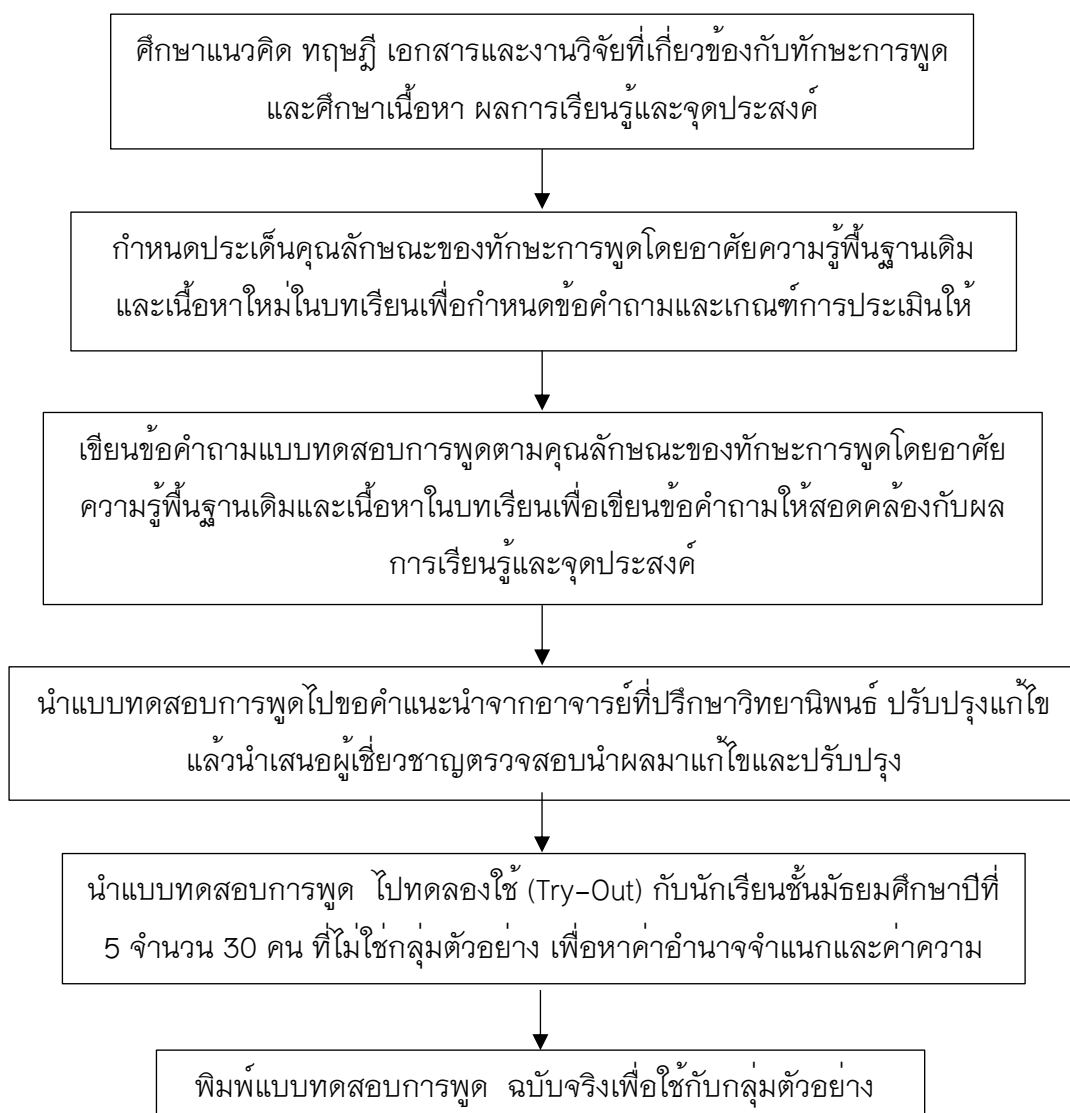 ศึกษาแนวคิด ทฤษฎี เอกสารและงานวิจัยที่เกี่ยวข้องกับทักษะการพูด
และศึกษาเนื้อหา ผลการเรียนรู้และจุดประสงค์
กำหนดประเด็นคุณลักษณะของทักษะการพูดโดยอาศัยความรู้พื้นฐานเดิม
และเนื้อหาใหม่ในบทเรียนเพื่อกำหนดข้อคำถามและเกณฑ์การประเมินให้
เขียนข้อคำถามแบบทดสอบการพูดตามคุณลักษณะของทักษะการพูดโดยอาศัย
ความรู้พื้นฐานเดิมและเนื้อหาในบทเรียนเพื่อเขียนข้อคำถามให้สอดคล้องกับผล
การเรียนรู้และจุดประสงค์
นำแบบทดสอบการพูดไปขอคำแนะนำจากอาจารย์ที่ปรึกษาวิทยานิพนธ์ ปรับปรุงแก้ไข
แล้วนำเสนอผู้เชี่ยวชาญตรวจสอบนำผลมาแก้ไขและปรับปรุง
นำแบบทดสอบการพูด ไปทดลองใช้ (Try-Out) กับนักเรียนชั้นมัธยมศึกษาปีที่
5 จำนวน 30 คน ที่ไม่ใช่กลุ่มตัวอย่าง เพื่อหาค่าอำนาจจำแนกและค่าความ
พิมพ์แบบทดสอบการพูด ฉบับจริงเพื่อใช้กับกลุ่มตัวอย่าง